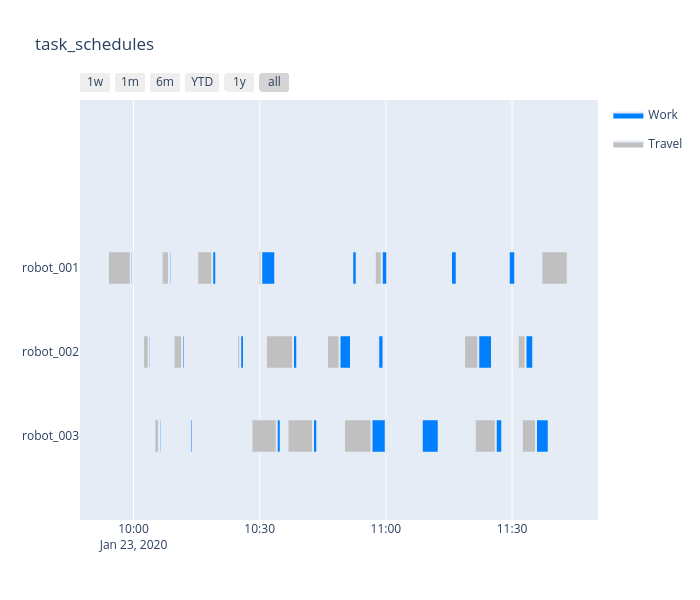 task_schedules
1w 1m 6m YTD 1y all
Work
Travel
robot_001
robot_002
robot_003
10:00 10:30 11:00 11:30
Jan 23, 2020